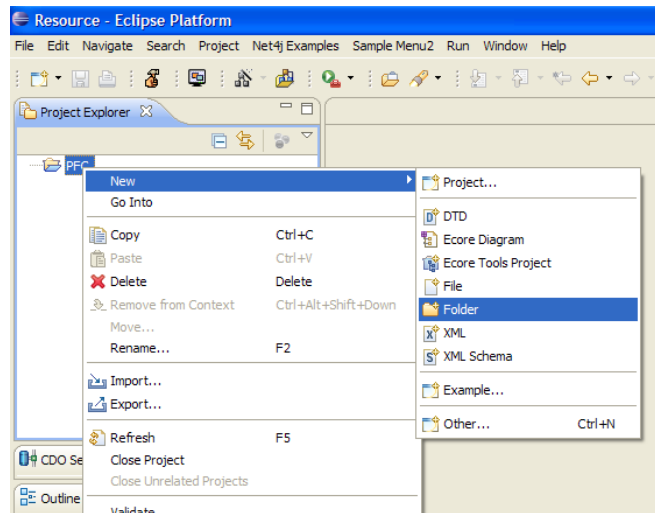 Resource - Eclipse Platform
File Edit Navigate Search Project Net4j Examples Sample Menu2 Run Window Help
Project Explorer
PFC
New
Go Into
Copy Ctrl+C
Paste Ctrl+V
Delete Delete
Remove from Context Ctrl+Alt+Shift+Down
Move...
Rename... F2
Import...
Export...
Refresh F5
Close Project
Close Unrelated Projects
Validate
Project...
DTD
Ecore Diagram
Ecore Tools Project
File
Folder
XML
XML Schema
Example...
Other... Ctrl+N
CDO Se
Outline